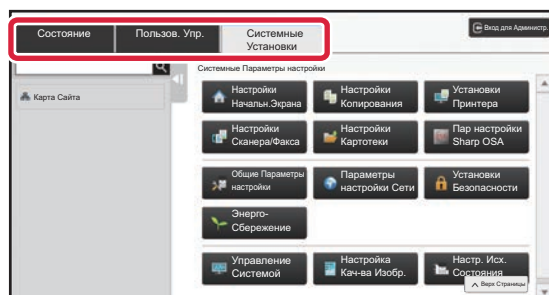 Состояние
Пользов. Упр.
Системные
Установки
Вход для Администр.
Системные Параметры настройки
Карта Сайта
Настройки
Начальн.Экрана
Настройки
Копирования
Установки
Принтера
Настройки
Сканера/Факса
Настройки
Картотеки
Пар настройки
Sharp OSA
Общие Параметры
настройки
Параметры
настройки Сети
Установки
Безопасности
Энерго-
Сбережение
Управление
Системой
Настройка
Кач-ва Изобр.
Настр. Исх.
Состояния
Верх Страницы